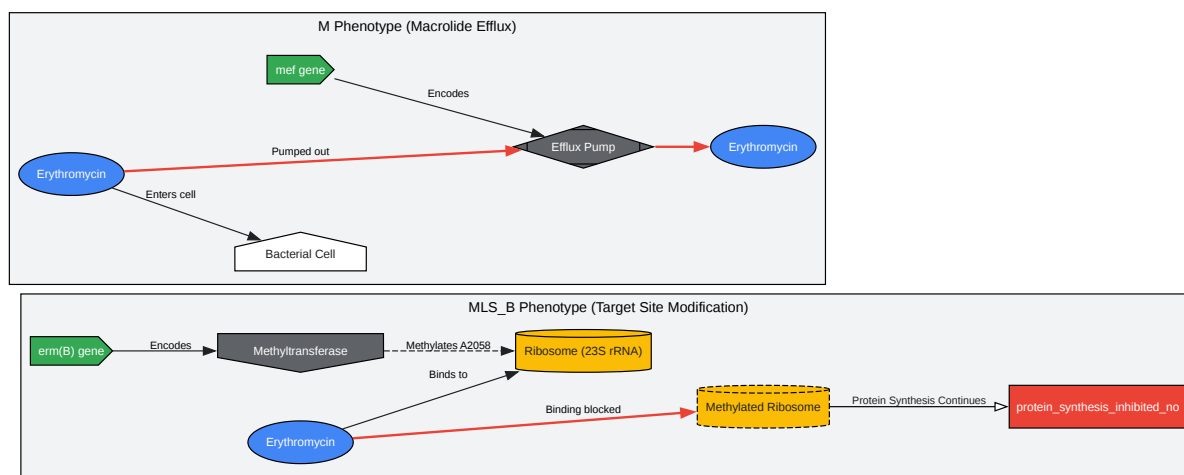 M Phenotype (Macrolide Efflux)
mef gene
Encodes
Efflux Pump
Erythromycin
Pumped out
Erythromycin
Enters cell
Bacterial Cell
MLS_B Phenotype (Target Site Modification)
erm(B) gene
Encodes
Methyltransferase
Methylates A2058
Ribosome (23S rRNA)
Binds to
Erythromycin
Binding blocked
Methylated Ribosome
Protein Synthesis Continues
protein_synthesis_inhibited_no